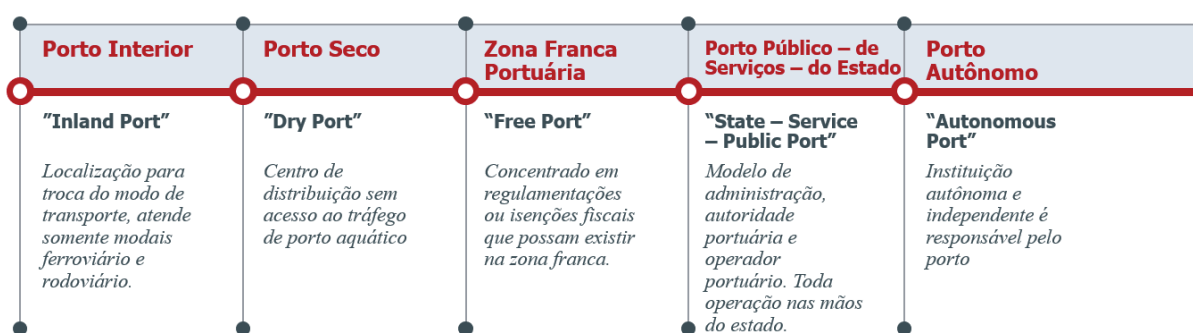 Porto Interior
”Inland Port”
Localização para
troca do modo de
transporte, atende
somente modais
ferroviário e
rodoviário.
Porto Seco
”Dry Port”
Centro de
distribuição sem
acesso ao tráfego
de porto aquático
Zona Franca
Portuária
“Free Port”
Concentrado em
regulamentações
ou isenções fiscais
que possam existir
na zona franca.
Porto Público – de
Serviços – do Estado
“State – Service
– Public Port”
Modelo de
administração,
autoridade
portuária e
operador
portuário. Toda
operação nas mãos
do estado.
Porto
Autônomo
“Autonomous
Port”
Instituição
autônoma e
independente é
responsável pelo
porto